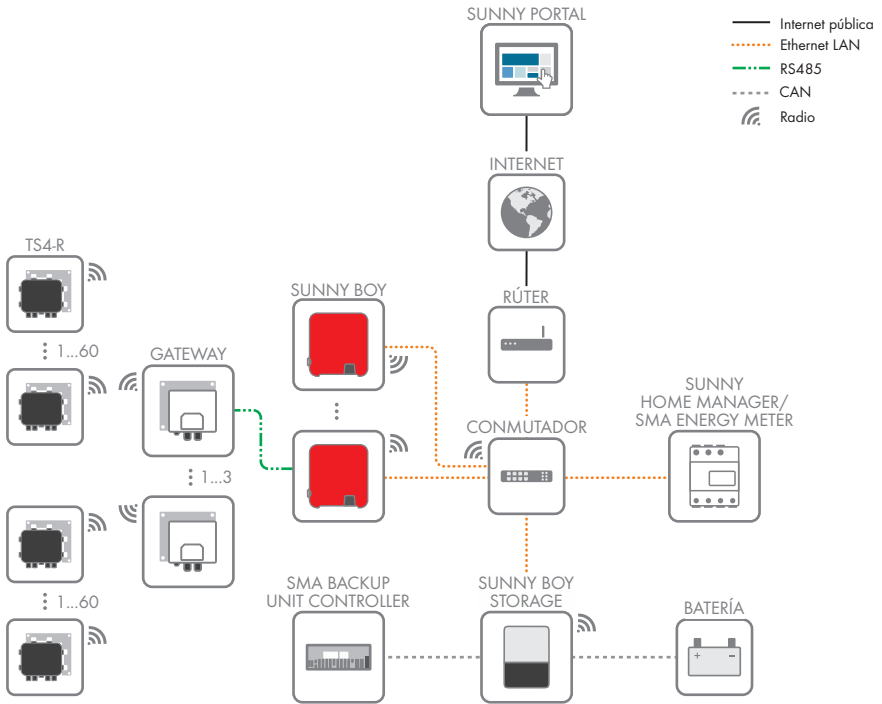 SUNNY PORTAL
Internet pública
Ethernet LAN
RS485
CAN
Radio
INTERNET
TS4-R
SUNNY BOY
RÚTER
1...60
GATEWAY
SUNNY
HOME MANAGER/
SMA ENERGY METER
CONMUTADOR
1...3
SMA BACKUP
UNIT CONTROLLER
SUNNY BOY
STORAGE
BATERÍA
1...60
+ −